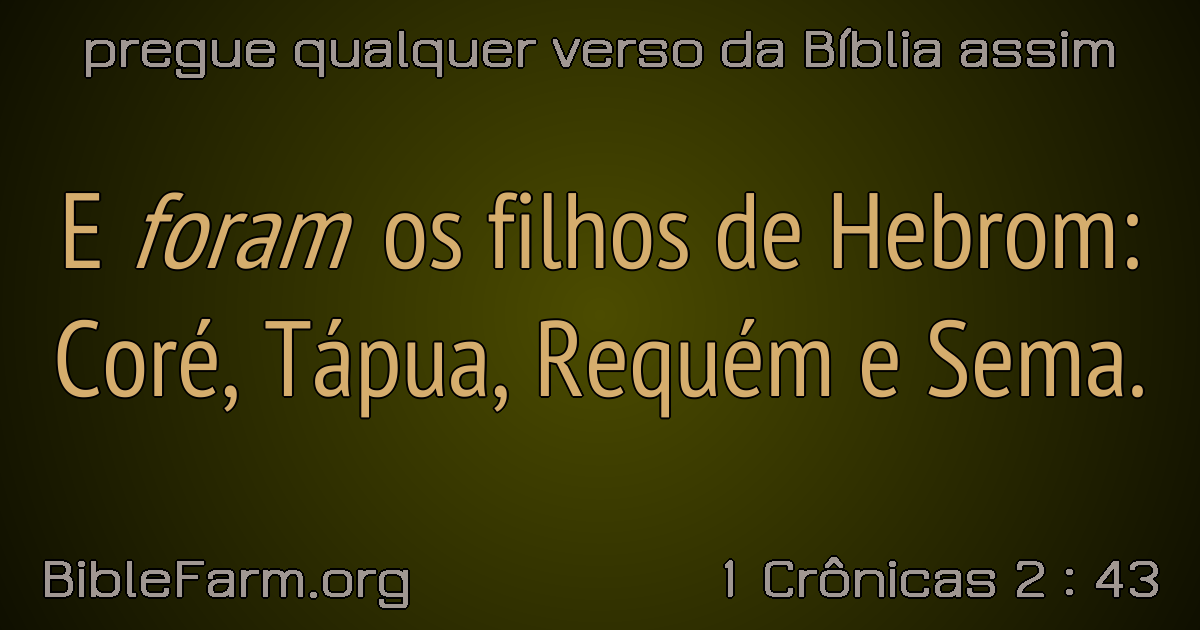 pregue qualquer verso da Bíblia assim
E foram os filhos de Hebrom:
Coré, Tápua, Requém e Sema.
BibleFarm.org
1 Crônicas 2 : 43